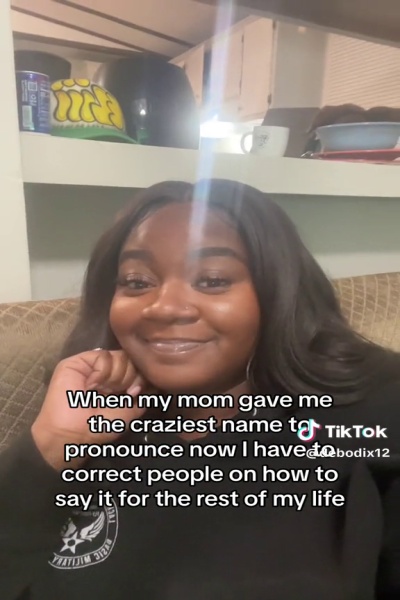 When my mom gave me
the craziest name to
pronounce now I have to
correct people on how to
say it for the rest of my life
TikTok
@debodix12